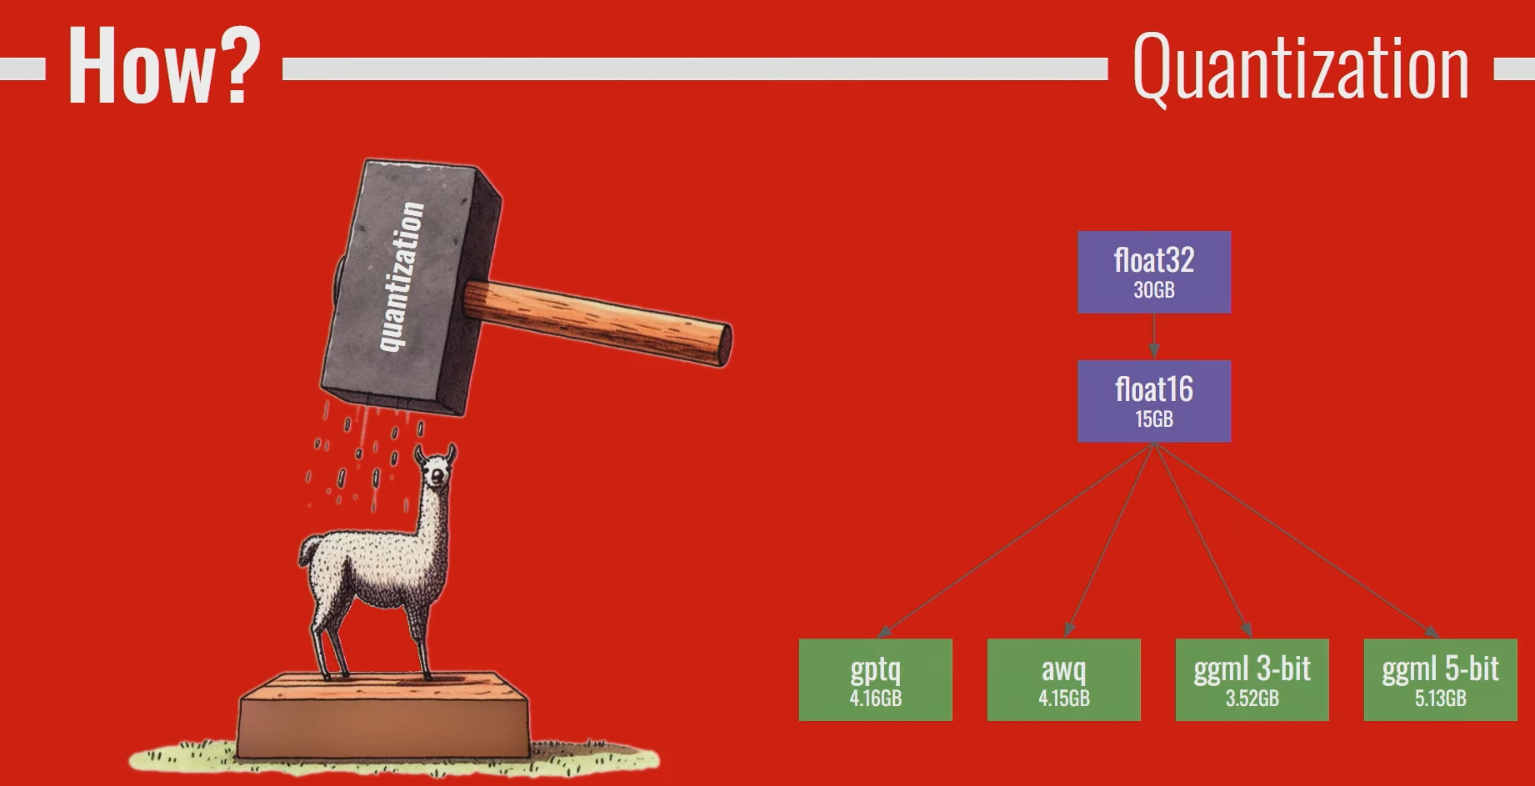 How?
Quantization
quantization
float32
30GB
float16
15GB
gptq
4.16GB
awq
4.15GB
ggml 3-bit
3.52GB
ggml 5-bit
5.13GB